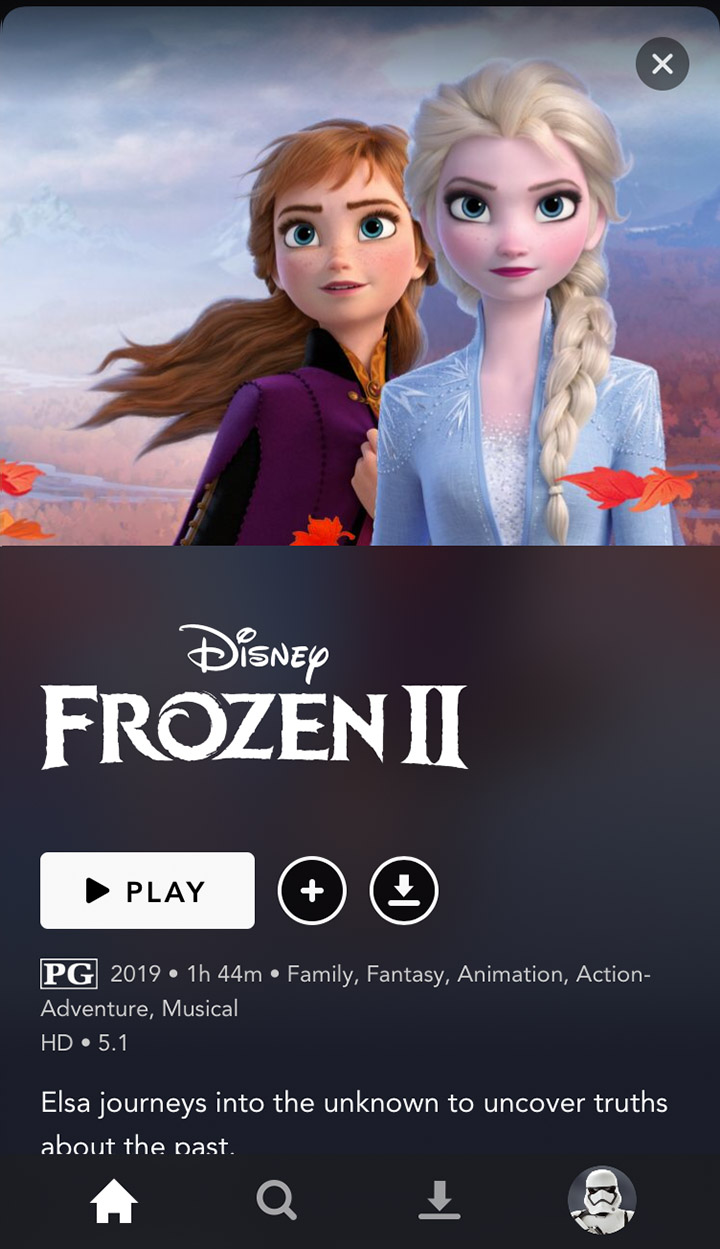 Disney
FROZEN II
PLAY
PG 2019 • 1h 44m • Family, Fantasy, Animation, Action-
Adventure, Musical
HD • 5.1
Elsa journeys into the unknown to uncover truths
about the past.